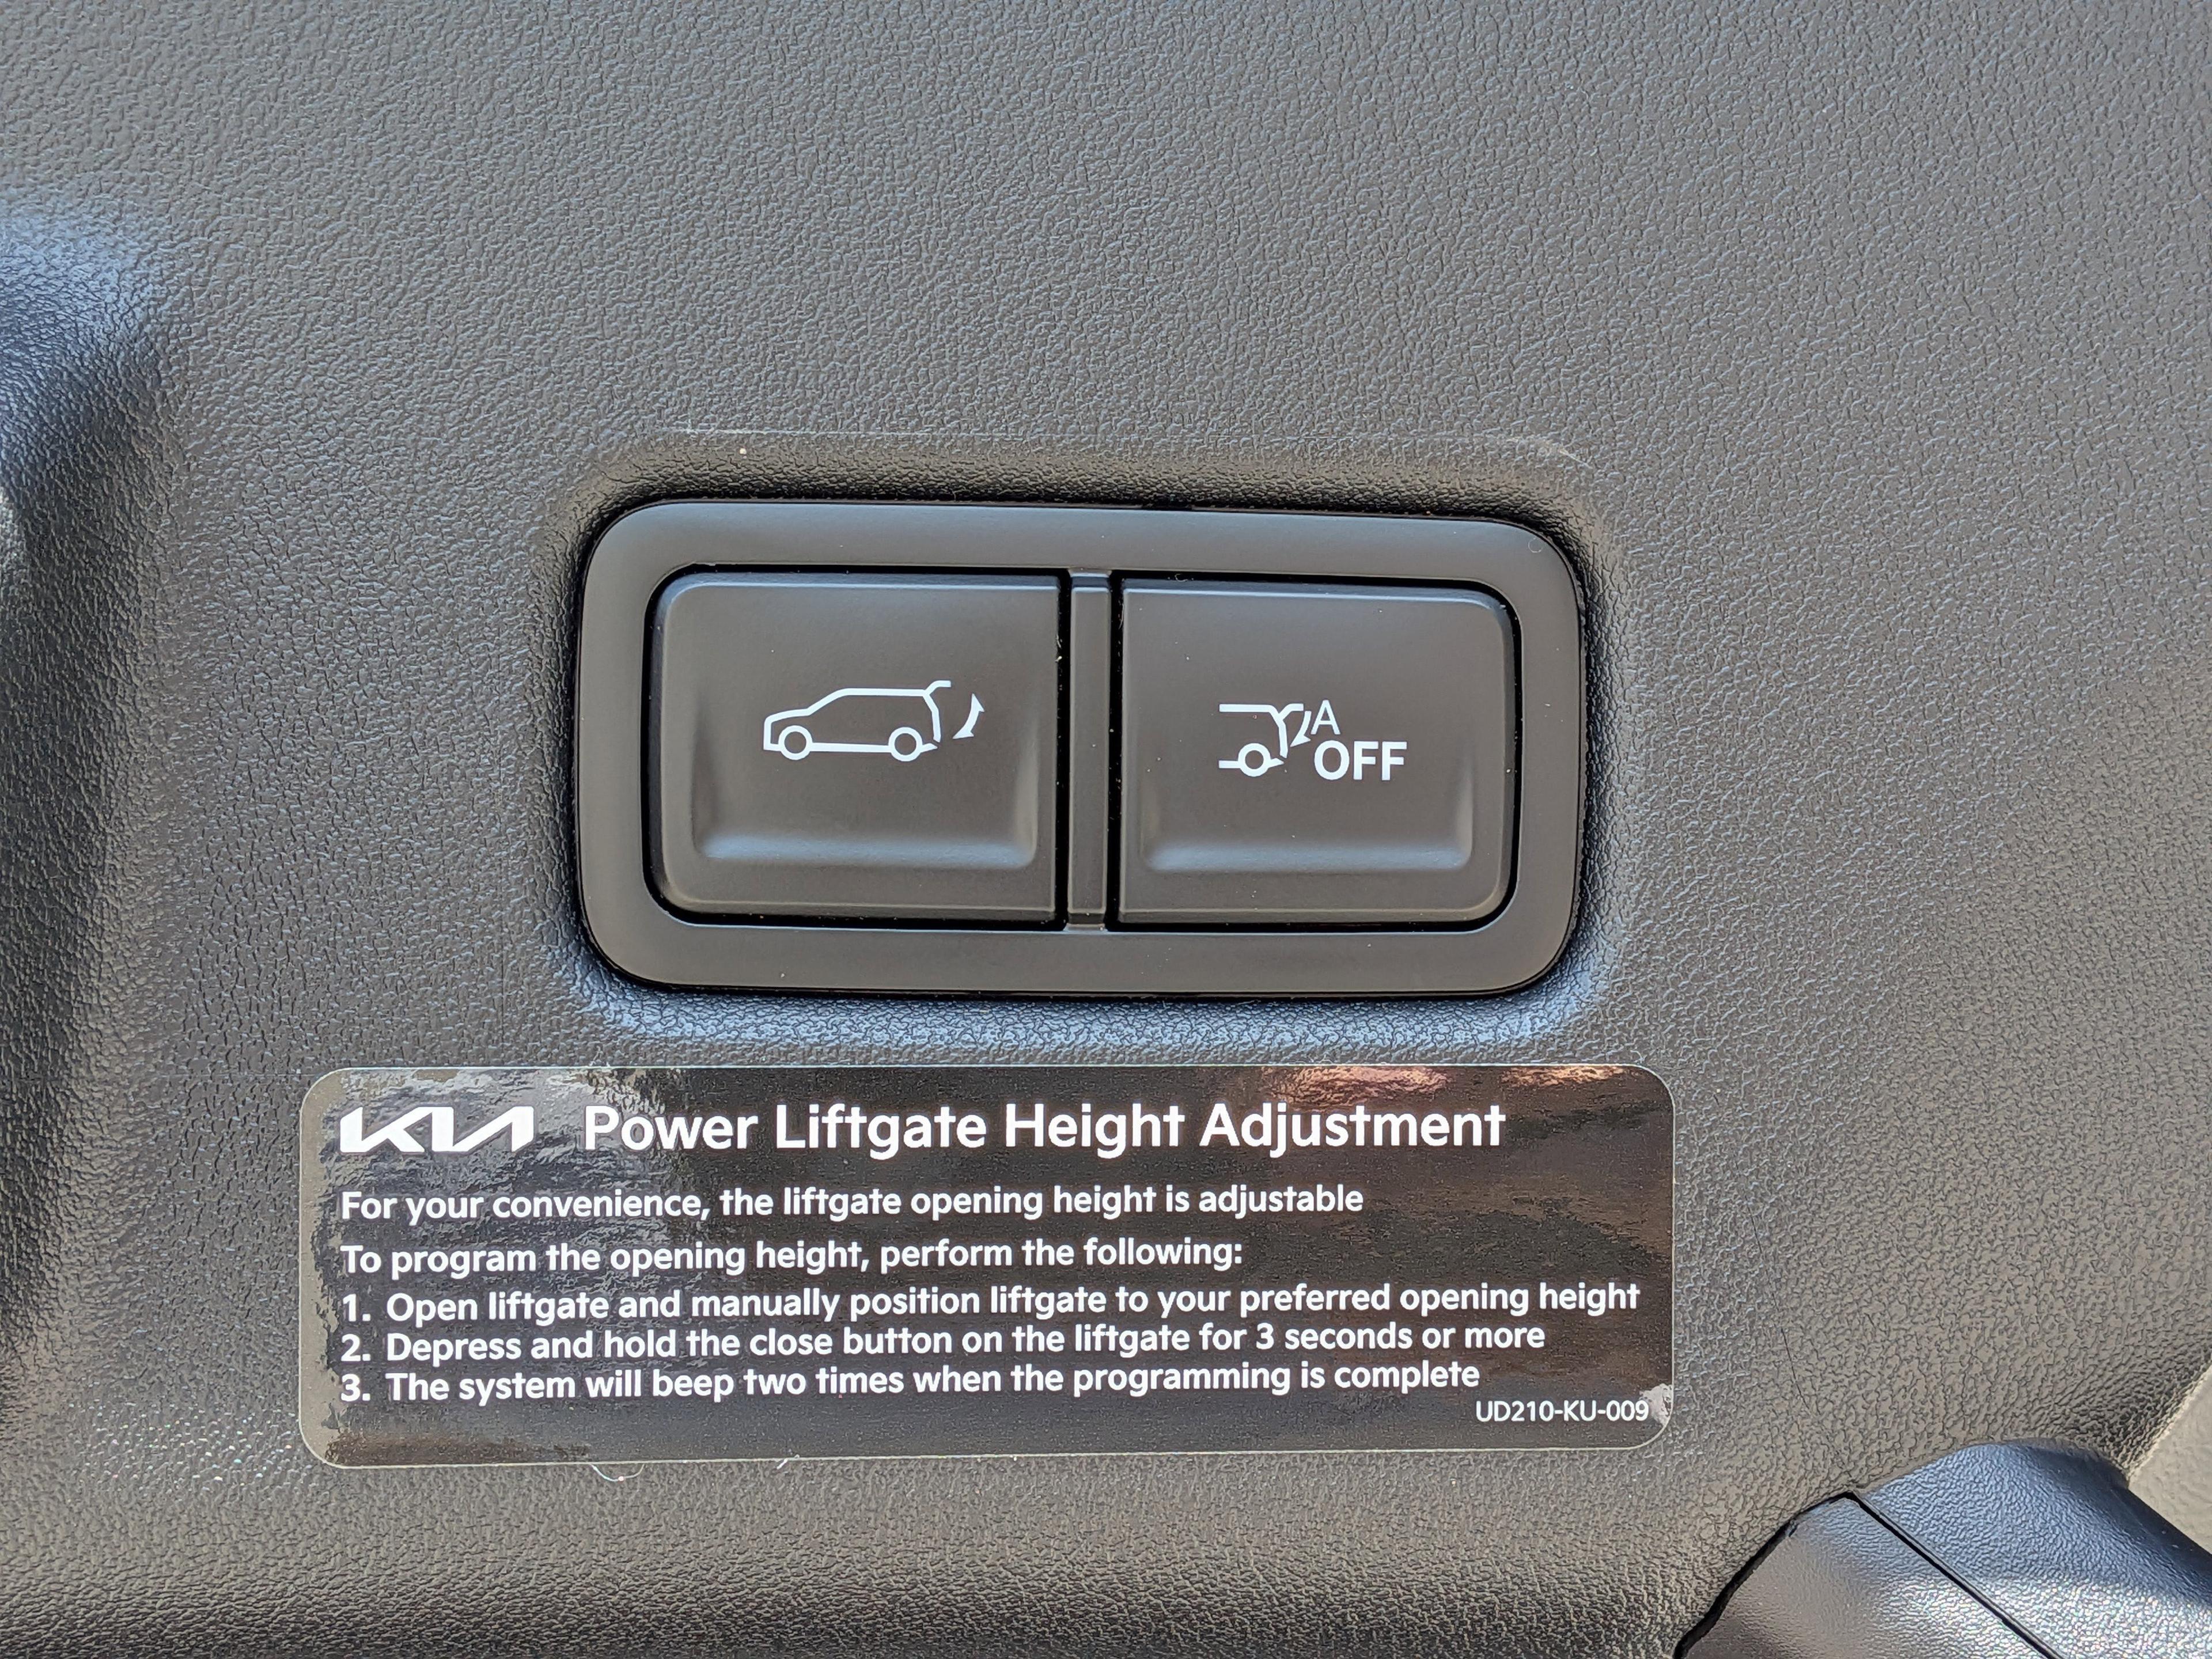 A
OFF
KIA Power Liftgate Height Adjustment
For your convenience, the liftgate opening height is adjustable
To program the opening height, perform the following:
1. Open liftgate and manually position liftgate to your preferred opening height
2. Depress and hold the close button on the liftgate for 3 seconds or more
3. The system will beep two times when the programming is complete
UD210-KU-009